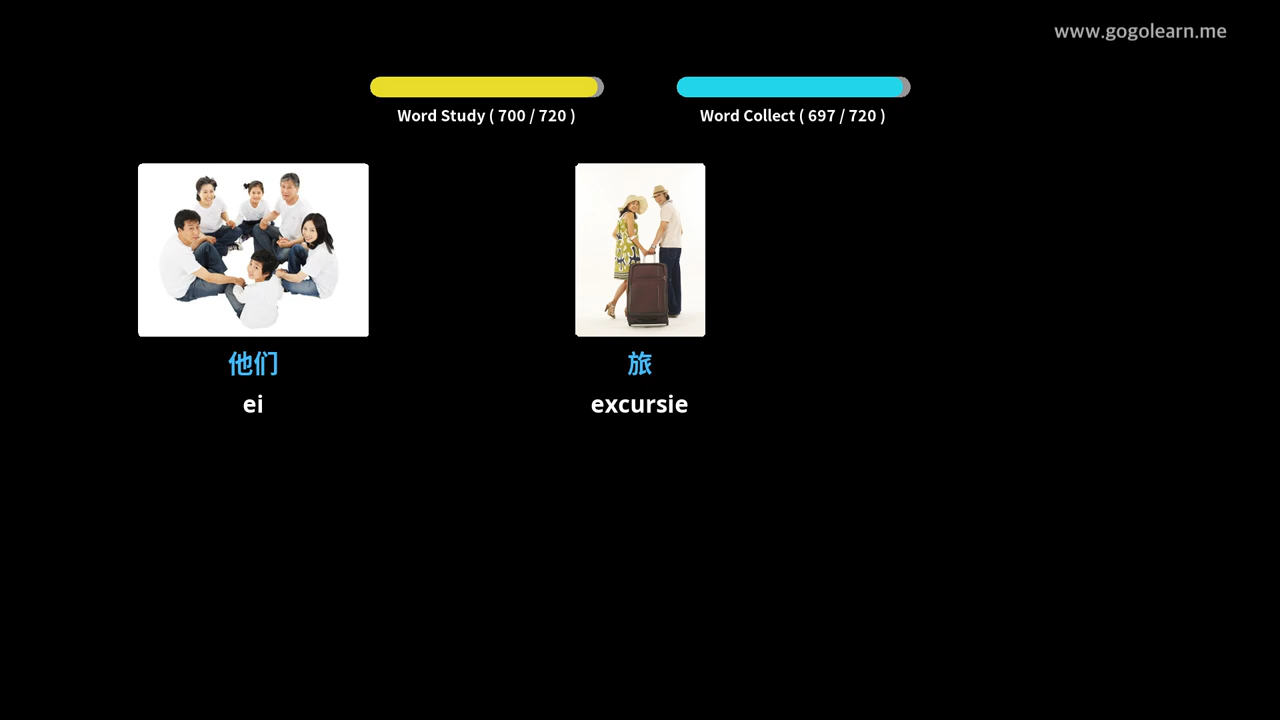 www.gogolearn.me
Word Study ( 700 / 720 )
Word Collect ( 697 / 720 )
他们
ei
旅
excursie